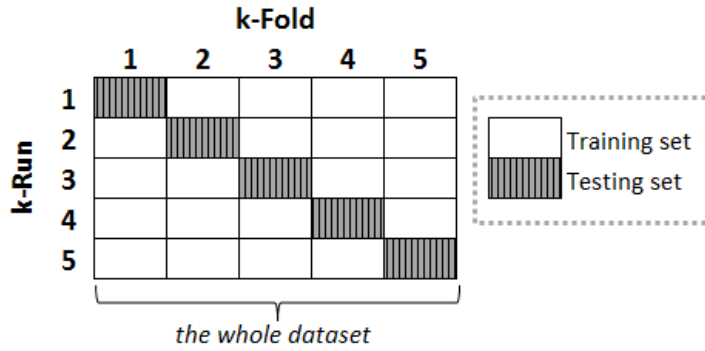 k-Fold
1 2 3 4 5
k-Run
1
2
3
4
5
Training set
Testing set
the whole dataset